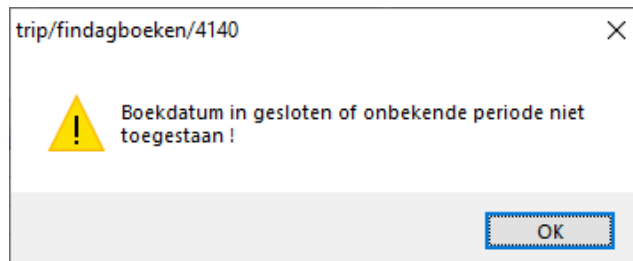 trip/findagboeken/4140
Boekdatum in gesloten of onbekende periode niet
toegestaan !
OK